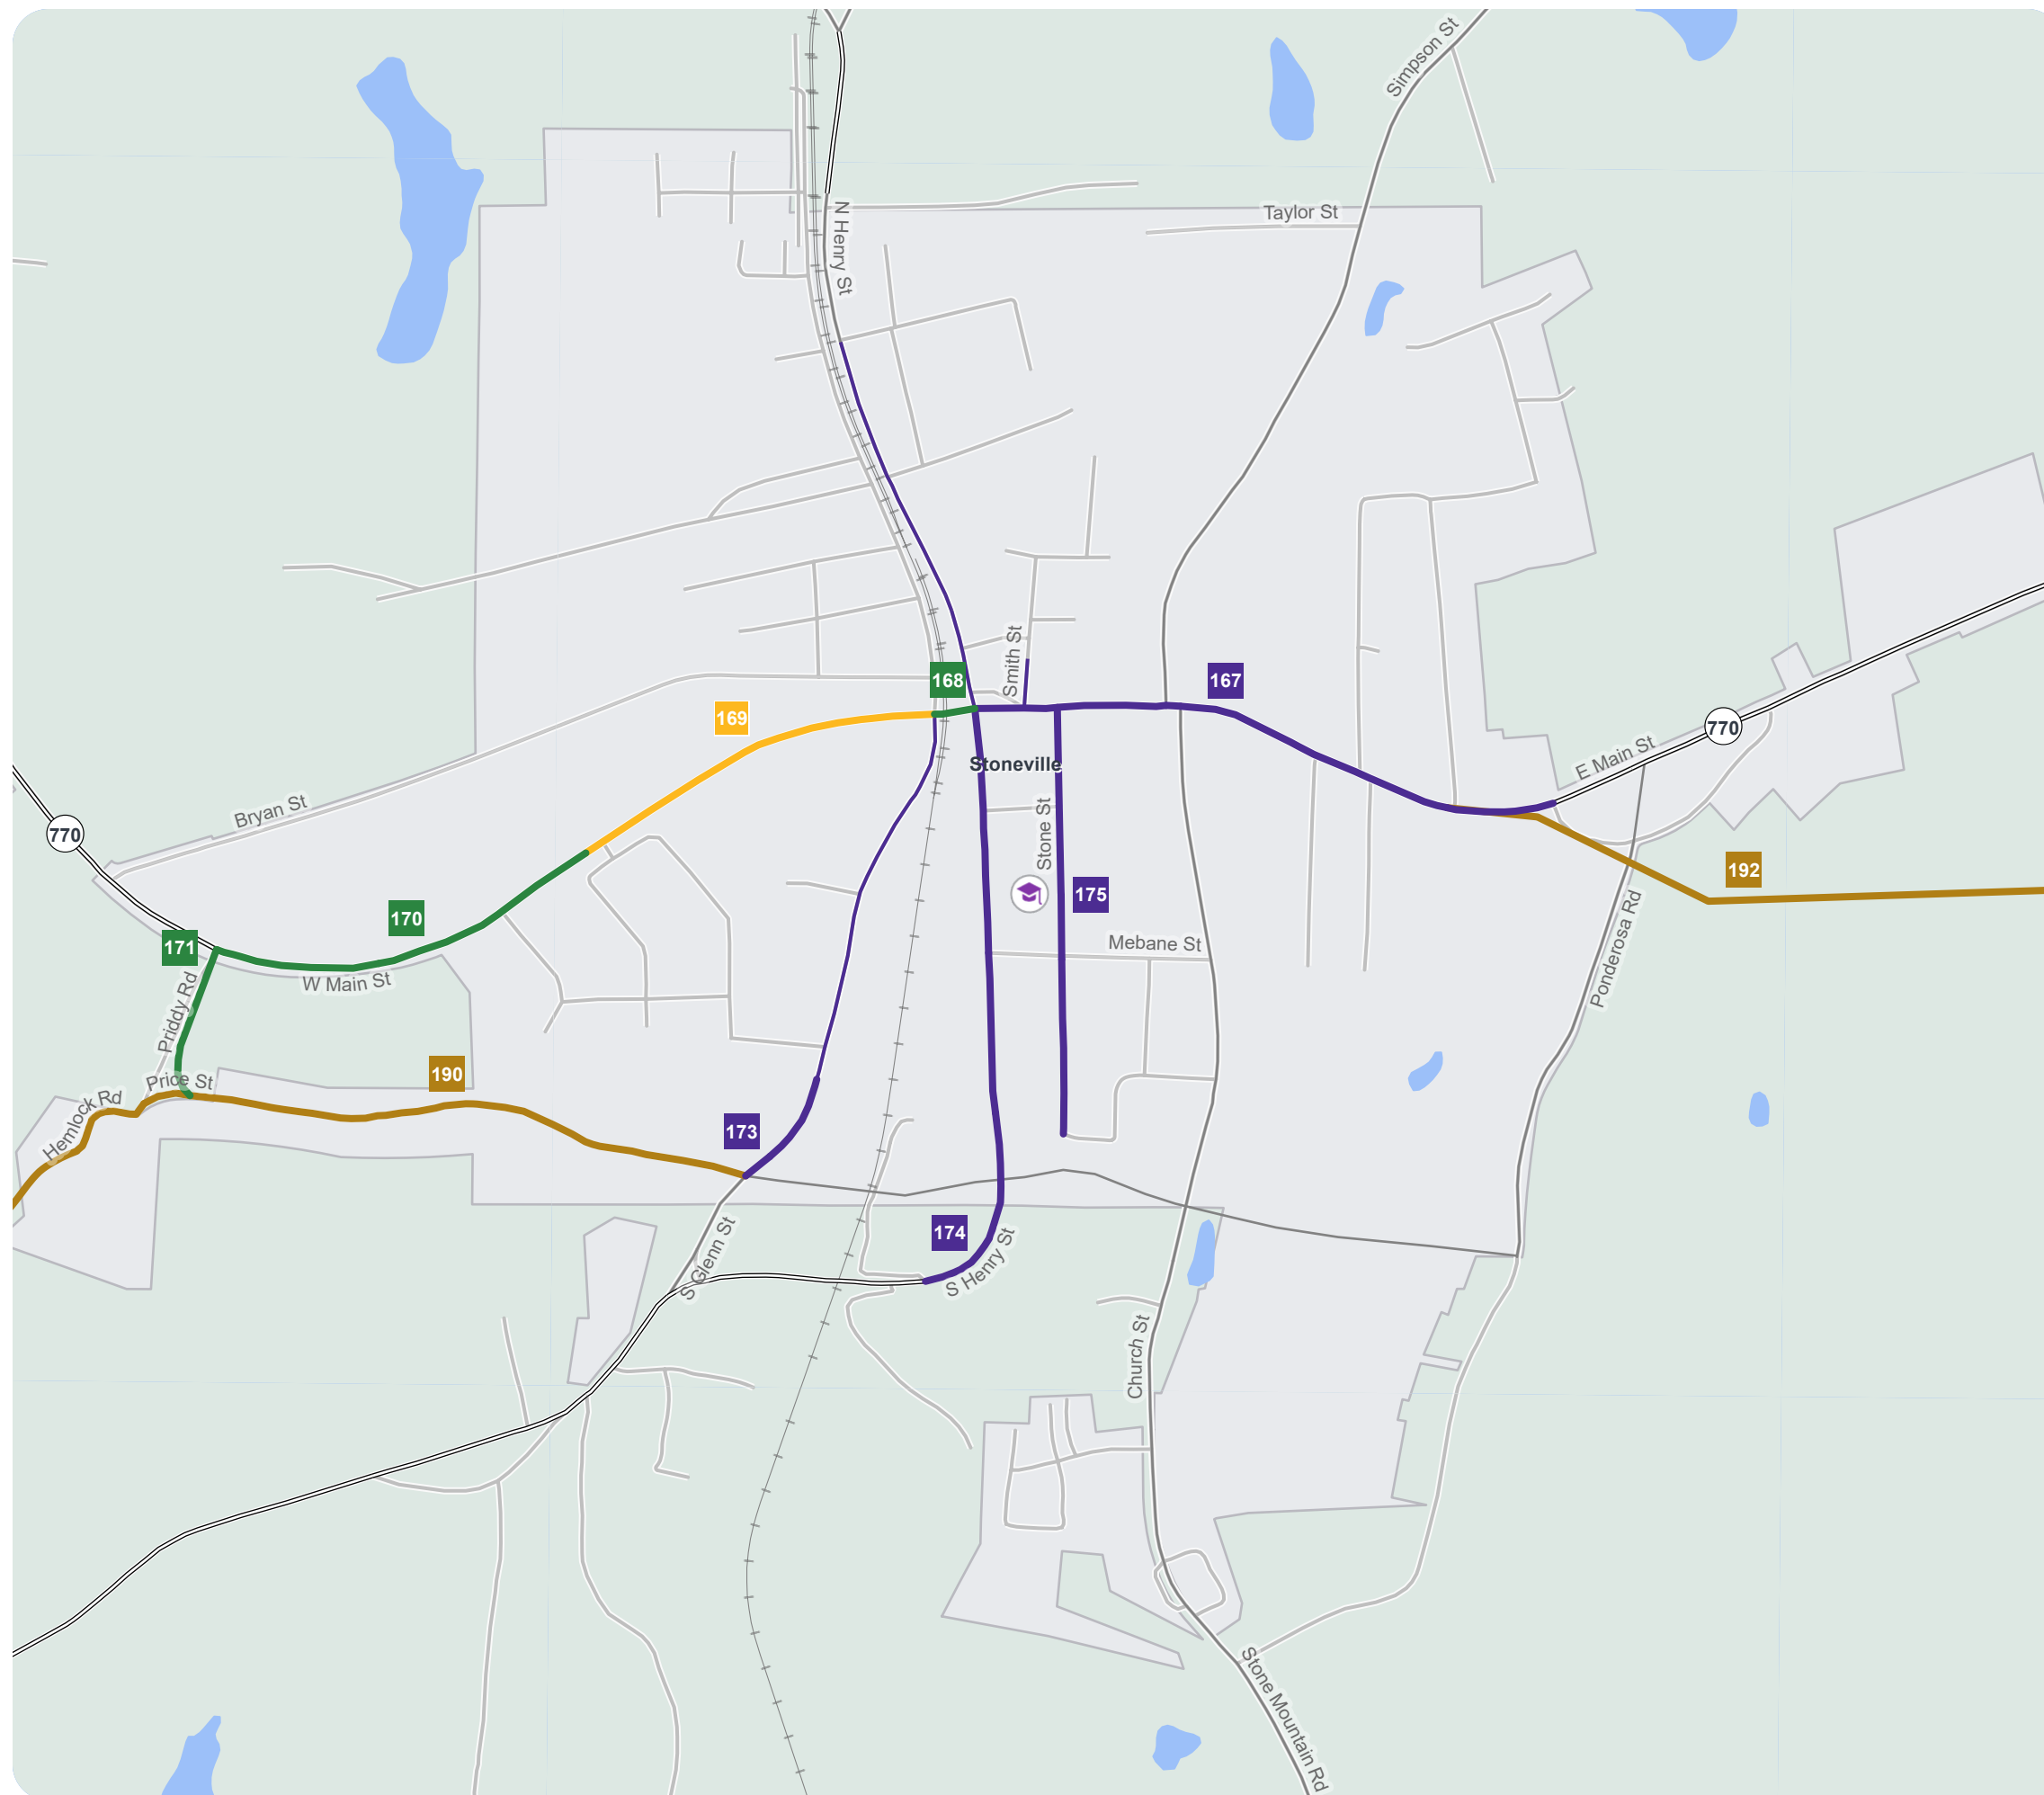 Simpson St
Taylor St
N Henry St
Smith St
168
167
169
770
E Main St
Stoneville
Bryan St
770
Stone St
192
175
170
Ponderosa Rd
171
Mebane St
W Main St
Priddy Rd
190
Price St
Hemlock Rd
173
174
S Glenn St
S Henry St
Church St
Stone Mountain Rd